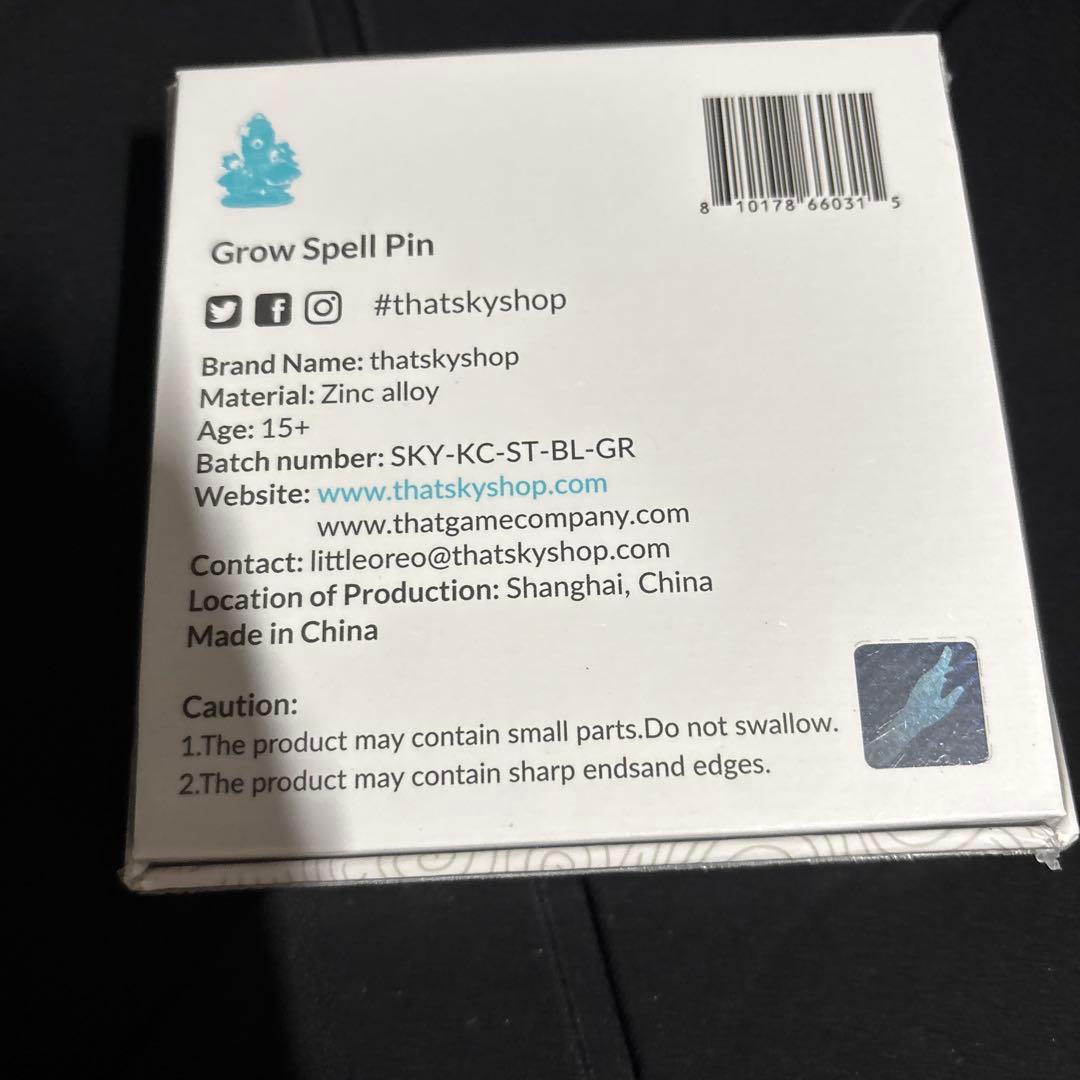 8 10178 66031 5
Grow Spell Pin
#thatskyshop
Brand Name: thatskyshop
Material: Zinc alloy
Age: 15+
Batch number: SKY-KC-ST-BL-GR
Website: www.thatskyshop.com
www.thatgamecompany.com
Contact: littleoreo@thatskyshop.com
Location of Production: Shanghai, China
Made in China
Caution:
1.The product may contain small parts.Do not swallow.
2.The product may contain sharp endsand edges.